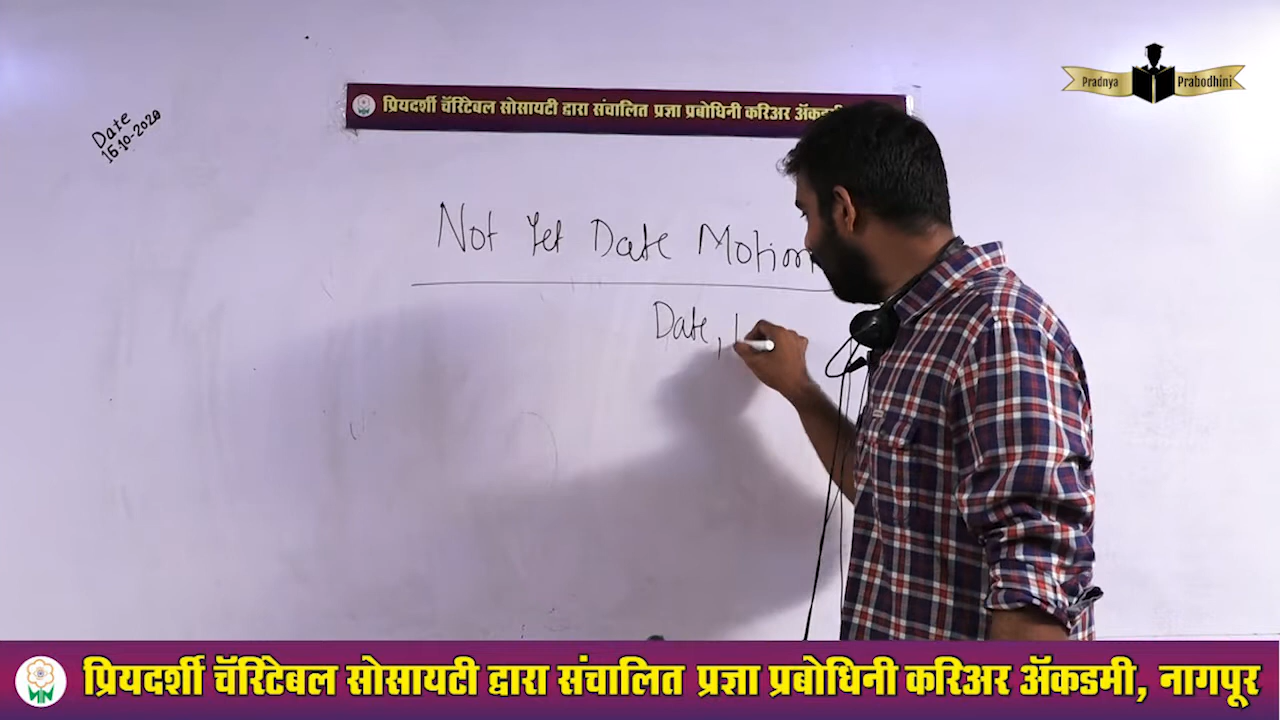 Pradnya Prabodhini
प्रियदर्शी चॅरिटेबल सोसायटी द्वारा संचालित प्रज्ञा प्रबोधिनी करिअर
Date
15-10-2020
Not Yet Date Motion
Date,
प्रियदर्शी चॅरिटेबल सोसायटी द्वारा संचालित प्रज्ञा प्रबोधिनी करिअर ॲकडमी, नागपूर